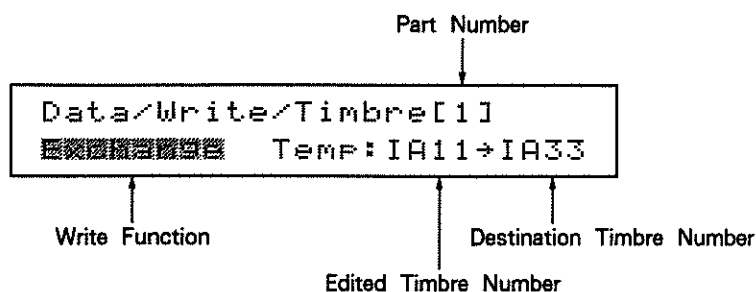 Part Number
Data/Write/Timbre[1]
Exchange Temp:IA11→IA33
Write Function
Destination Timbre Number
Edited Timbre Number